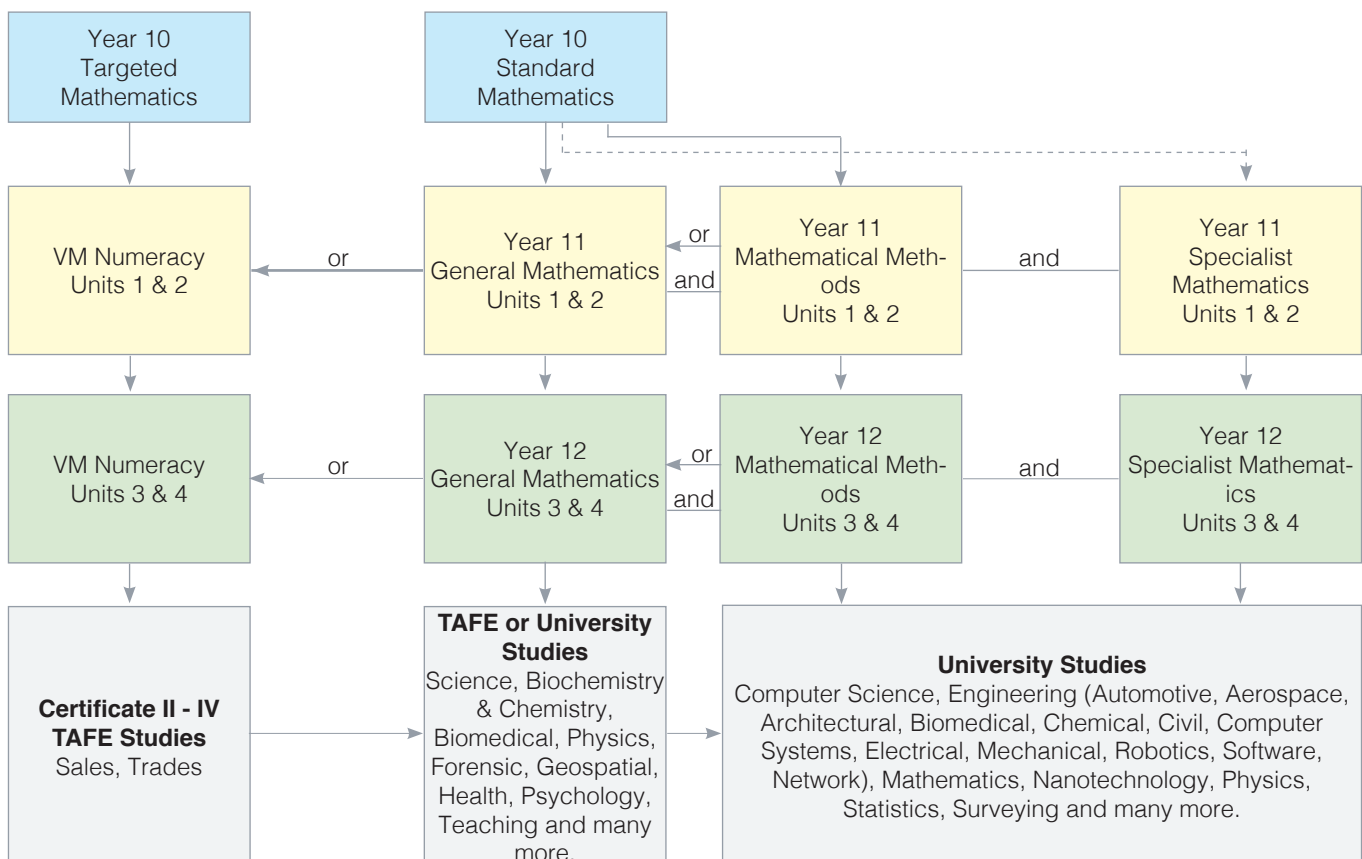 Year 10
Targeted
Mathematics
Year 10
Standard
Mathematics
VM Numeracy
Units 1 & 2
or
Year 11
General Mathematics
Units 1 & 2
or
and
Year 11
Mathematical Meth-
ods
Units 1 & 2
and
Year 11
Specialist
Mathematics
Units 1 & 2
VM Numeracy
Units 3 & 4
or
Year 12
General Mathematics
Units 3 & 4
or
and
Year 12
Mathematical Meth-
ods
Units 3 & 4
and
Year 12
Specialist Mathemat-
ics
Units 3 & 4
Certificate II - IV
TAFE Studies
Sales, Trades
TAFE or University
Studies
Science, Biochemistry
& Chemistry,
Biomedical, Physics,
Forensic, Geospatial,
Health, Psychology,
Teaching and many
more.
University Studies
Computer Science, Engineering (Automotive, Aerospace,
Architectural, Biomedical, Chemical, Civil, Computer
Systems, Electrical, Mechanical, Robotics, Software,
Network), Mathematics, Nanotechnology, Physics,
Statistics, Surveying and many more.